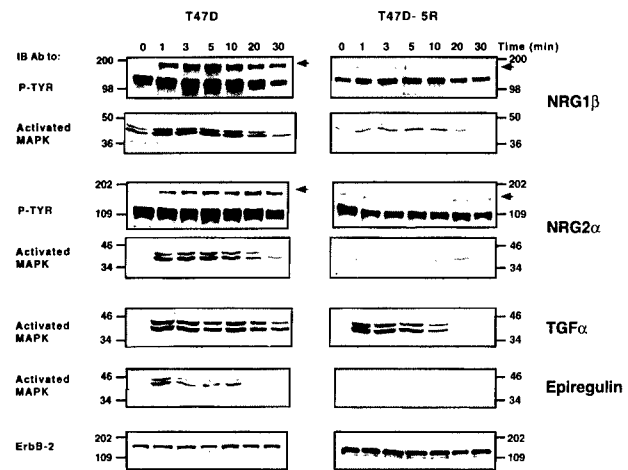 T47D T47D- 5R
0 1 3 5 10 20 30 0 1 3 5 10 20 30 Time (min)
IB Ab to:
200 200
P-TYR
98 98
NRG1β
Activated MAPK
50 50
36 36
P-TYR
202 202
109 109
NRG2α
Activated MAPK
46 46
34 34
Activated MAPK
46 46
34 34
TGFα
Activated MAPK
46 46
34 34
Epiregulin
ErbB-2
202 202
109 109